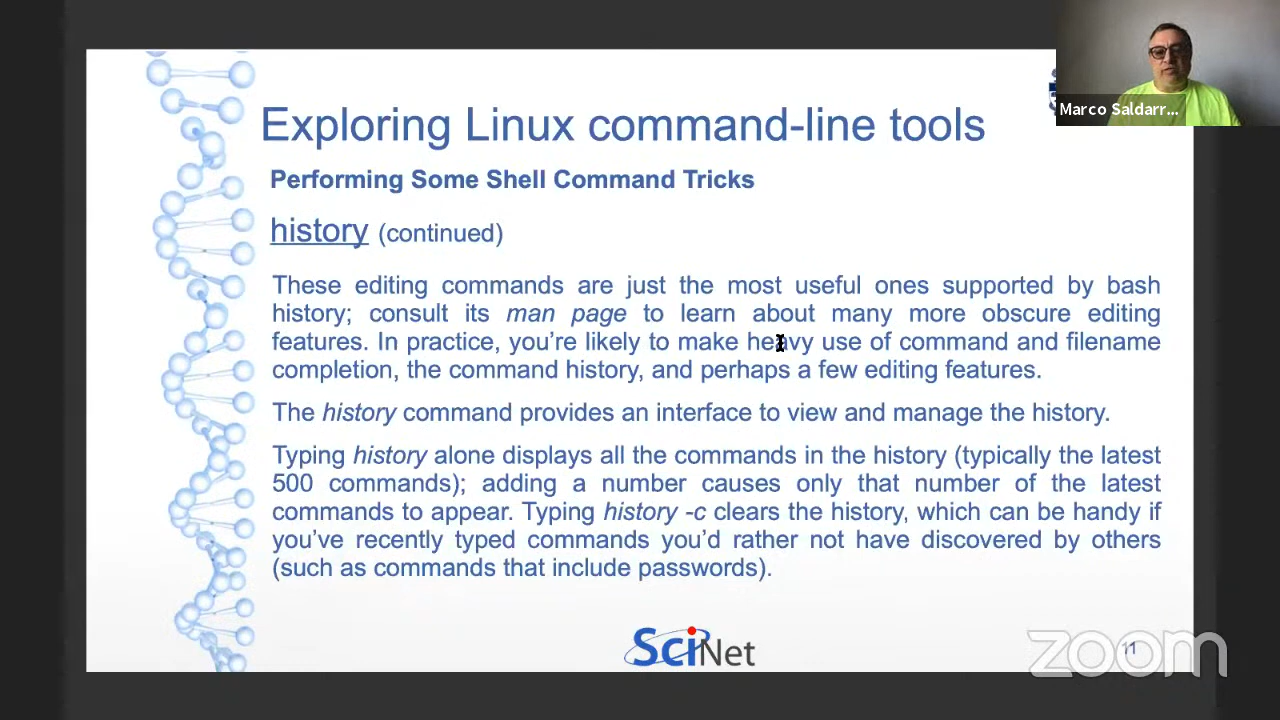 Exploring Linux command-line tools
Marco Saldarr...
Performing Some Shell Command Tricks
history (continued)
These editing commands are just the most useful ones supported by bash
history; consult its man page to learn about many more obscure editing
features. In practice, you're likely to make heavy use of command and filename
completion, the command history, and perhaps a few editing features.
The history command provides an interface to view and manage the history.
Typing history alone displays all the commands in the history (typically the latest
500 commands); adding a number causes only that number of the latest
commands to appear. Typing history -c clears the history, which can be handy if
you've recently typed commands you'd rather not have discovered by others
(such as commands that include passwords).
SciNet
11
zoom